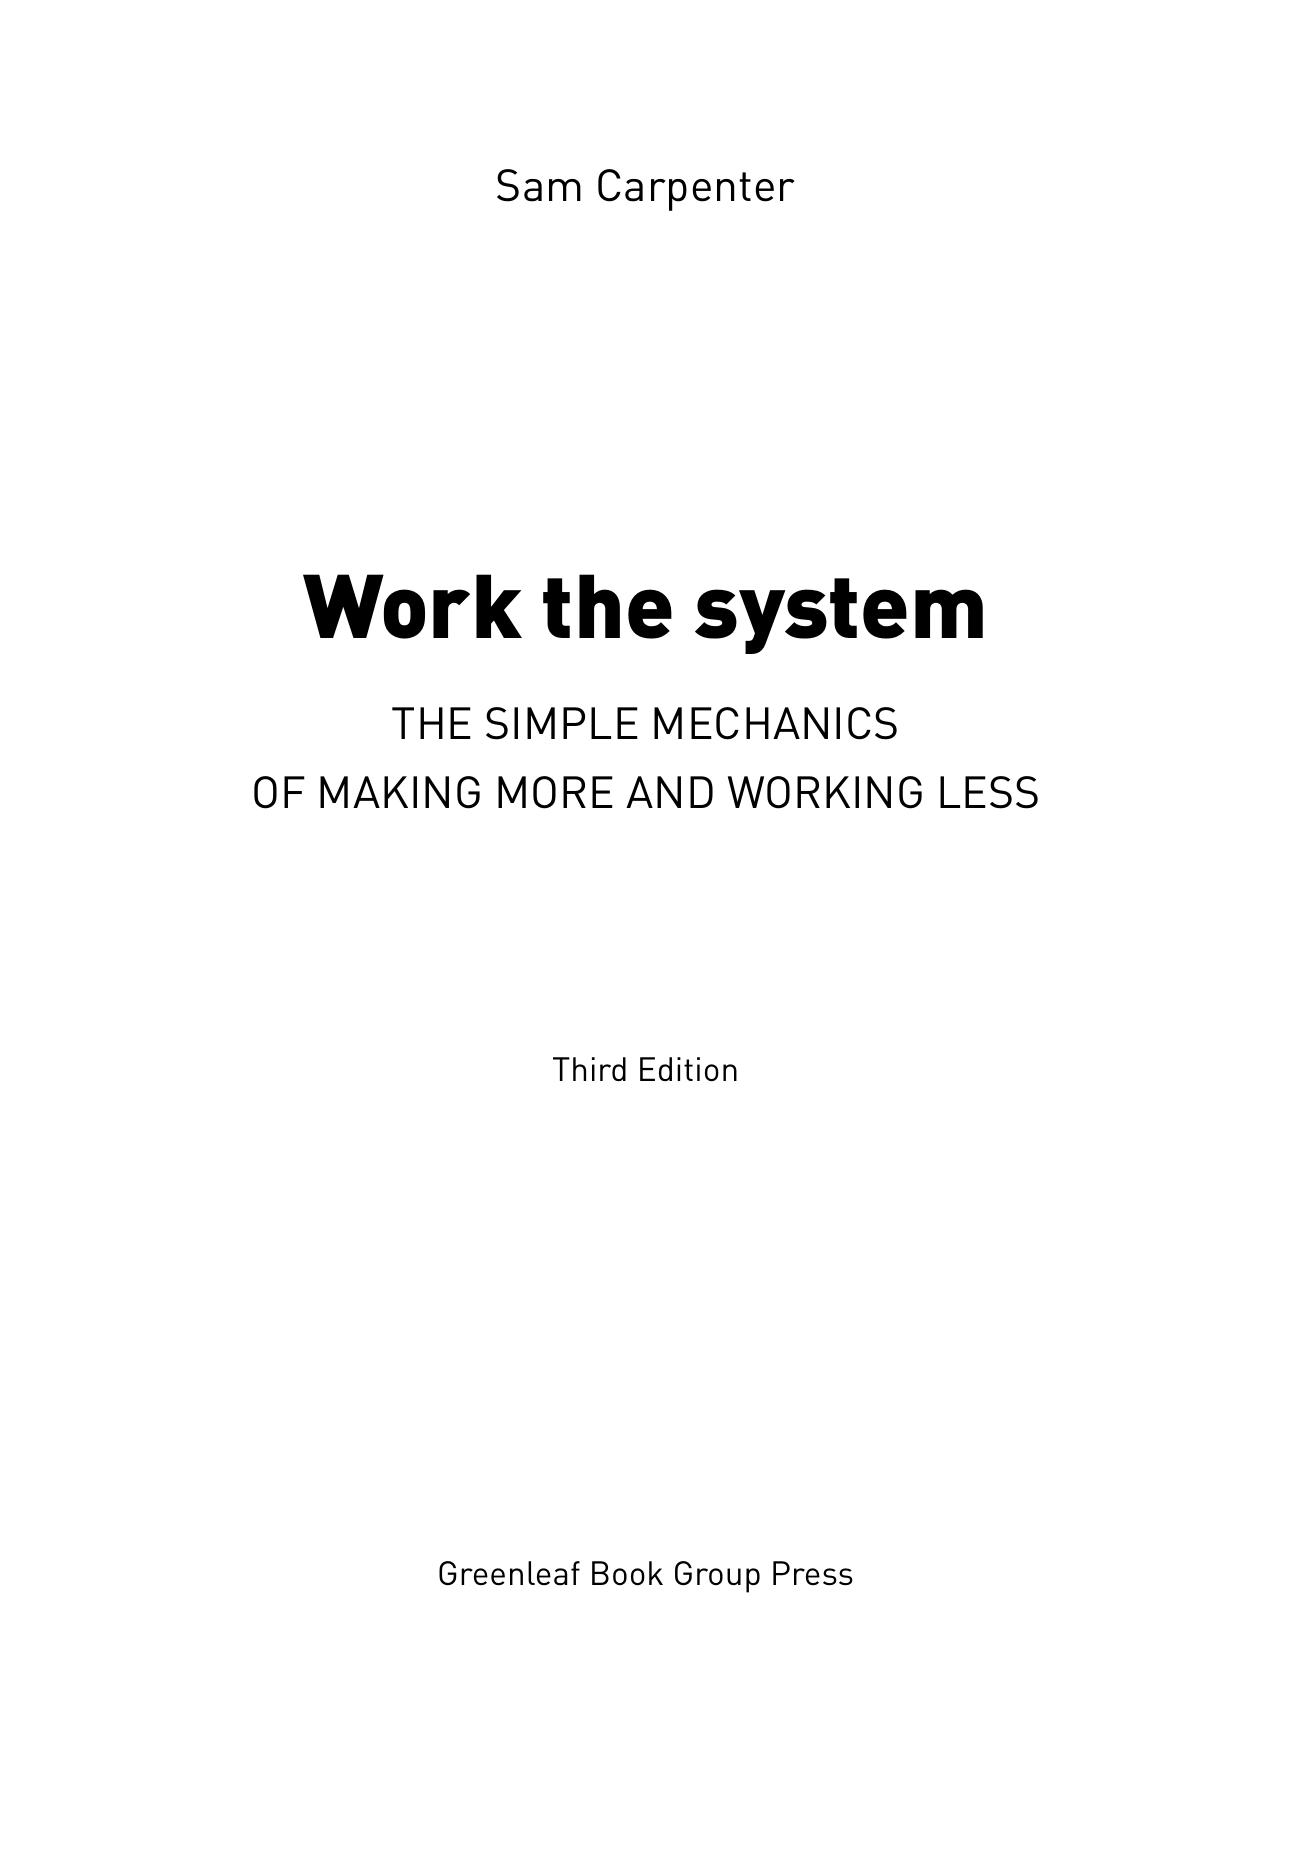 Sam Carpenter
Work the system
THE SIMPLE MECHANICS
OF MAKING MORE AND WORKING LESS
Third Edition
Greenleaf Book Group Press